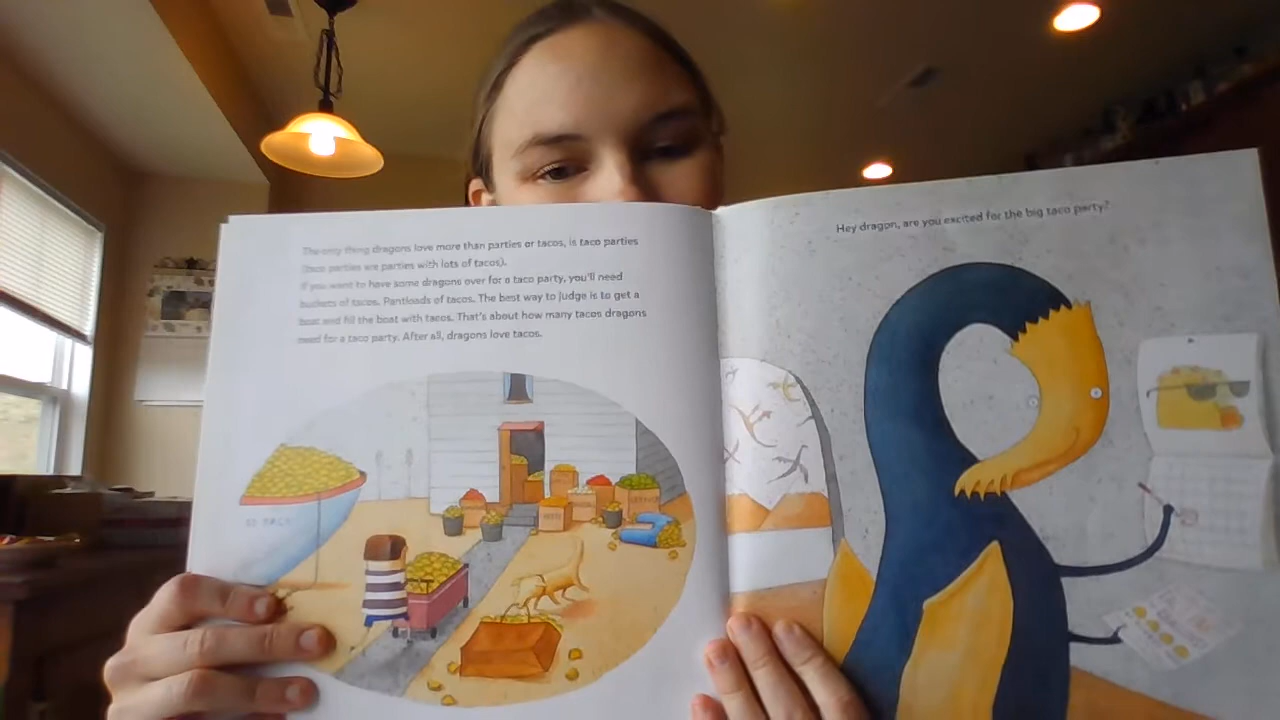 The only thing dragons love more than parties or tacos, is taco parties
(taco parties are parties with lots of tacos).
If you want to have some dragons over for a taco party, you'll need
buckets of tacos. Pantloads of tacos. The best way to judge is to get a
boat and fill the boat with tacos. That's about how many tacos dragons
need for a taco party. After all, dragons love tacos.
Hey dragon, are you excited for the big taco party?